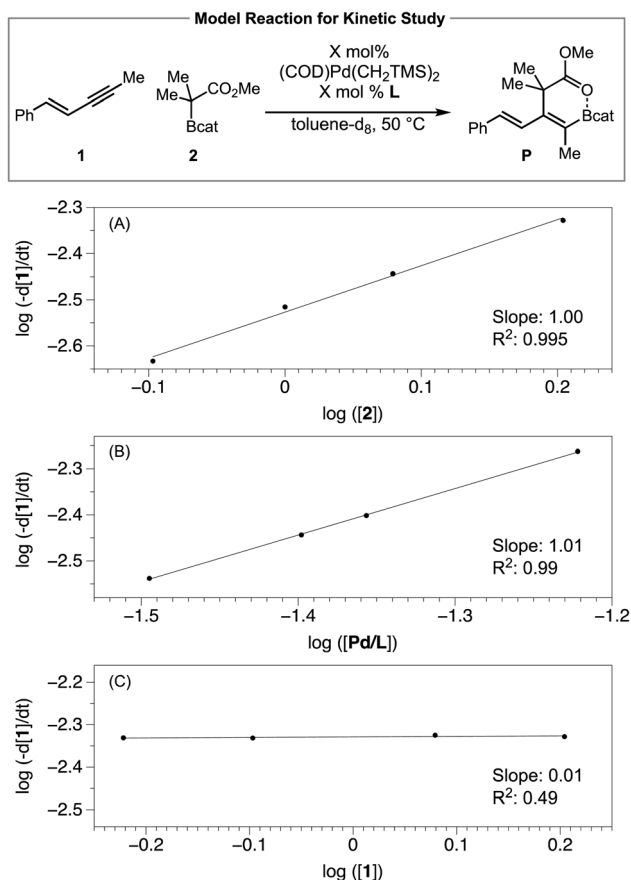 Model Reaction for Kinetic Study
Ph
Me
1
Me
Me
CO2Me
Bcat
2
X mol%
(COD)Pd(CH2TMS)2
X mol % L
toluene-d8, 50 °C
OMe
Me
Me
O
Bcat
Ph
Me
P
(A)
log (-d[1]/dt)
−2.3
−2.4
−2.5
−2.6
Slope: 1.00
R2: 0.995
−0.1
0
0.1
0.2
log ([2])
(B)
log (-d[1]/dt)
−2.3
−2.4
−2.5
Slope: 1.01
R2: 0.99
−1.5
−1.4
−1.3
−1.2
log ([Pd/L])
(C)
log (-d[1]/dt)
−2.2
−2.3
−2.4
−2.5
Slope: 0.01
R2: 0.49
−0.2
−0.1
0
0.1
0.2
log ([1])